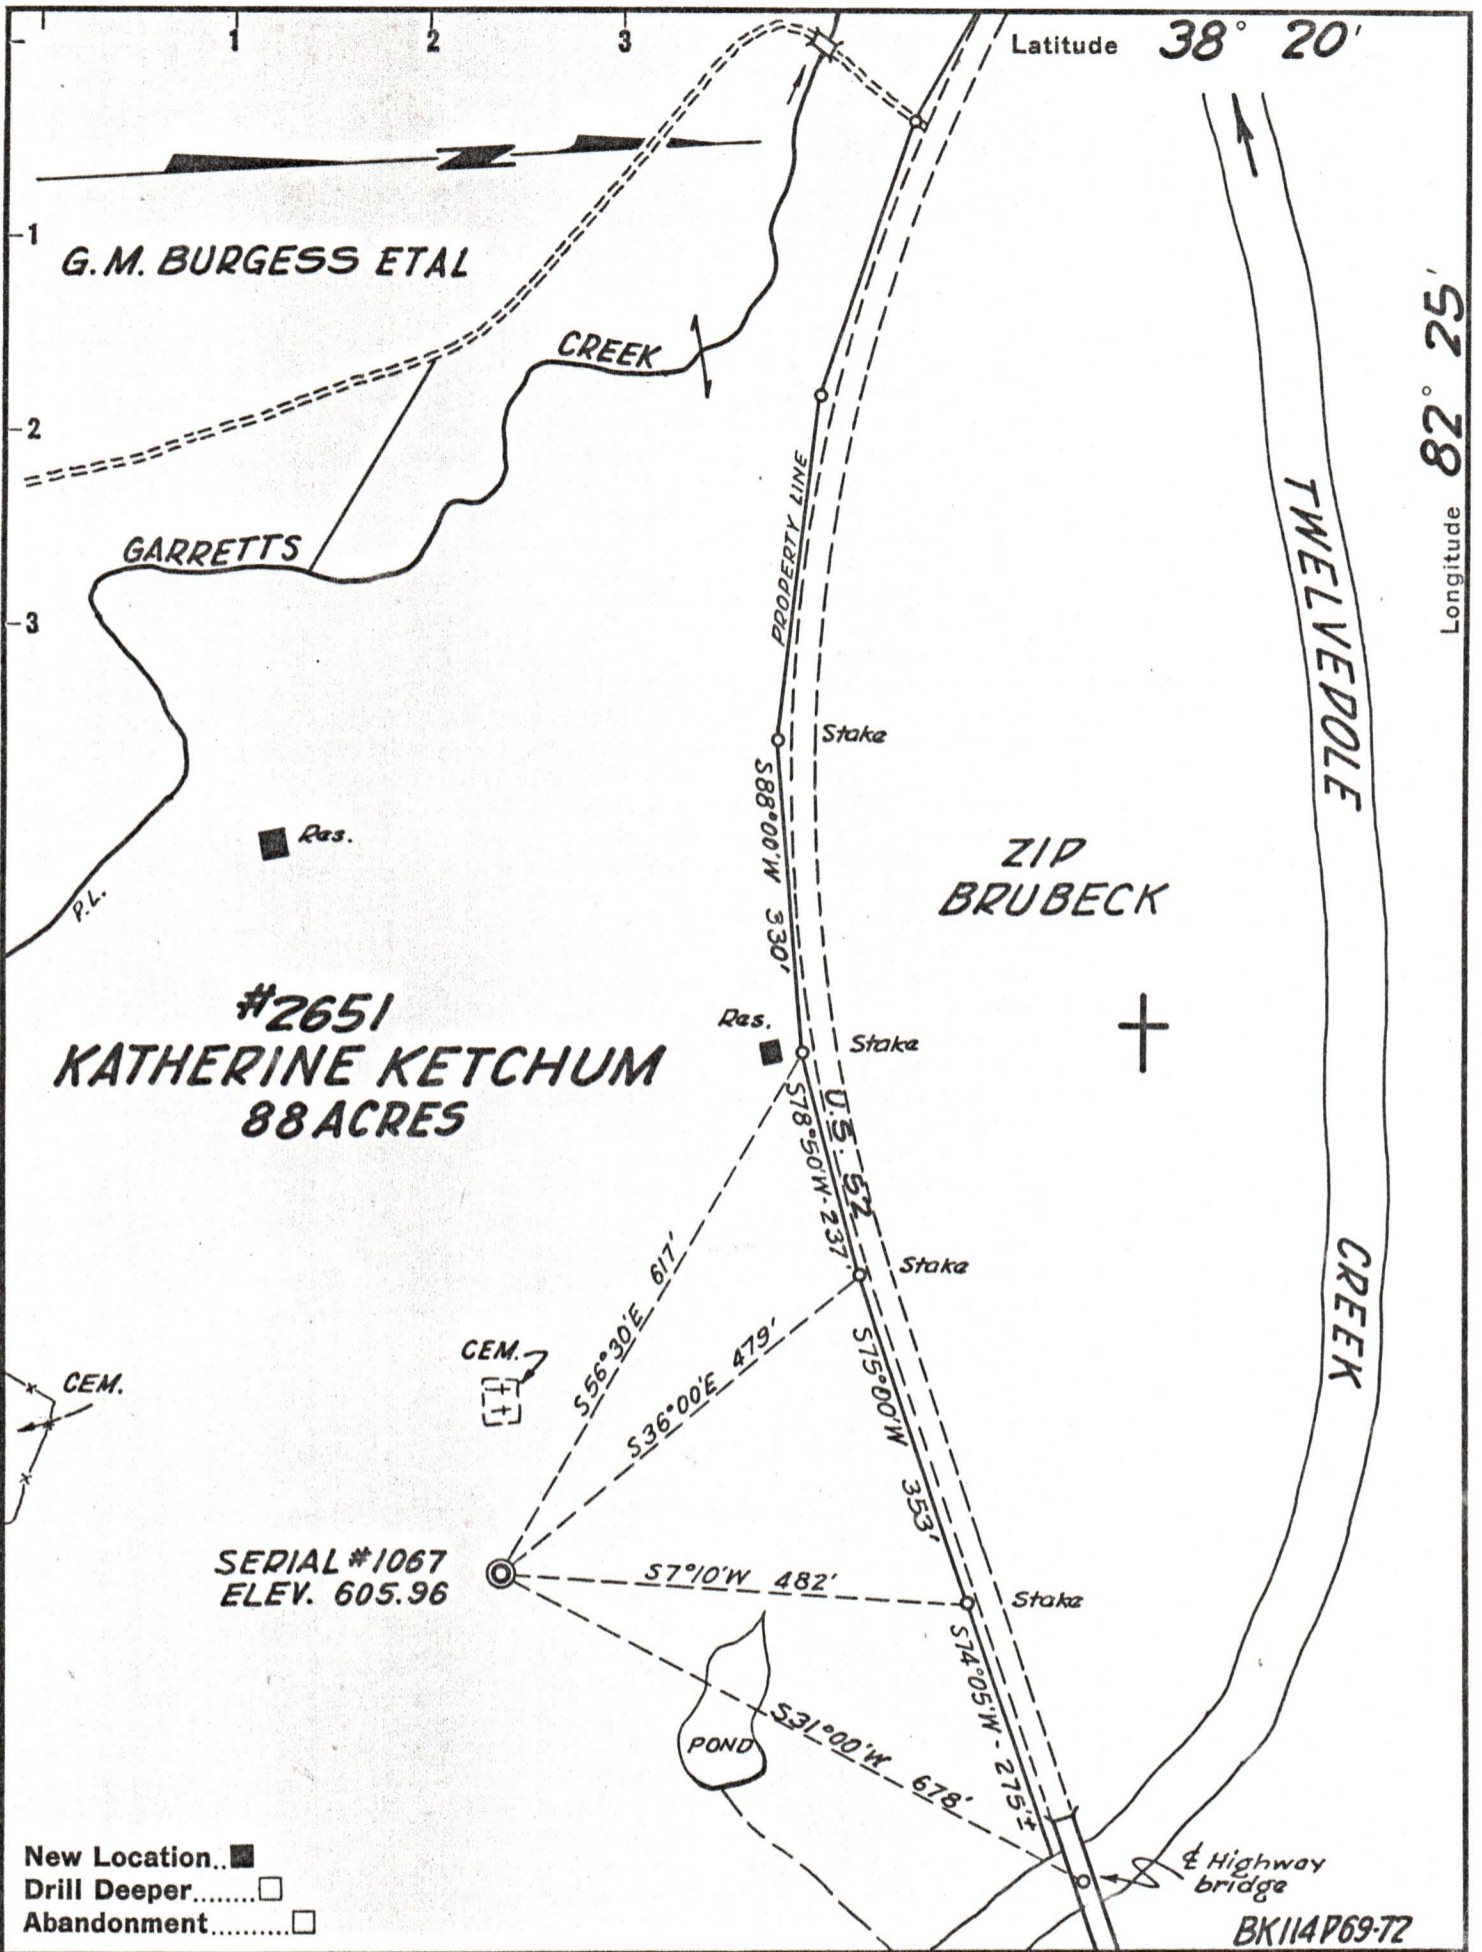 1 2 3
Latitude 38° 20'
1
G.M. BURGESS ETAL
Longitude 82° 25'
CREEK
2
PROPERTY LINE
GARRETTS
3
TWELVEPOLE
Stake
S88°00'W 330'
Res.
ZIP
BRUBECK
P.L.
#2651
KATHERINE KETCHUM
88 ACRES
Res.
Stake
S78°50'W-237'
U.S. 52
S56°30'E 617'
Stake
CREEK
CEM.
CEM.
S36°00'E 479'
S75°00'W 353'
SERIAL #1067
ELEV. 605.96
S7°10'W 482'
Stake
S74°05'W-275'±
POND
S31°00'W 678'
New Location..■
Drill Deeper........□
Abandonment..........□
℄ Highway
bridge
BK114P69-72